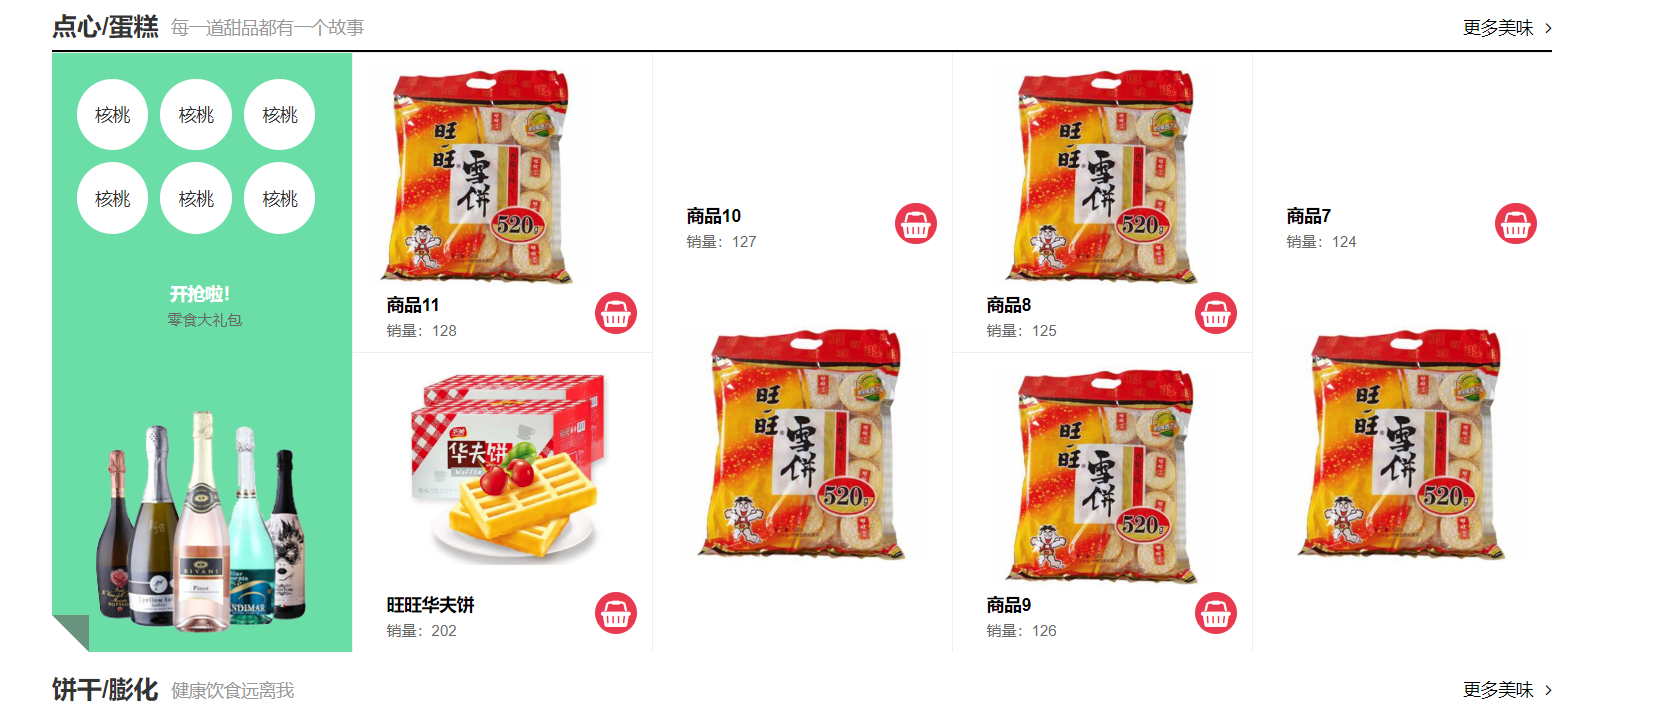 点心/蛋糕 每一道甜品都有一个故事 更多美味 >
核桃 核桃 核桃
核桃 核桃 核桃
开抢啦!
零食大礼包
RIVANI
Pinot
ANDIMAR
旺旺
雪饼
520g
商品11
销量：128
华夫饼
旺旺华夫饼
销量：202
商品10
销量：127
旺旺
雪饼
520g
旺旺
雪饼
520g
商品8
销量：125
旺旺
雪饼
520g
商品9
销量：126
商品7
销量：124
旺旺
雪饼
520g
饼干/膨化 健康饮食远离我 更多美味 >